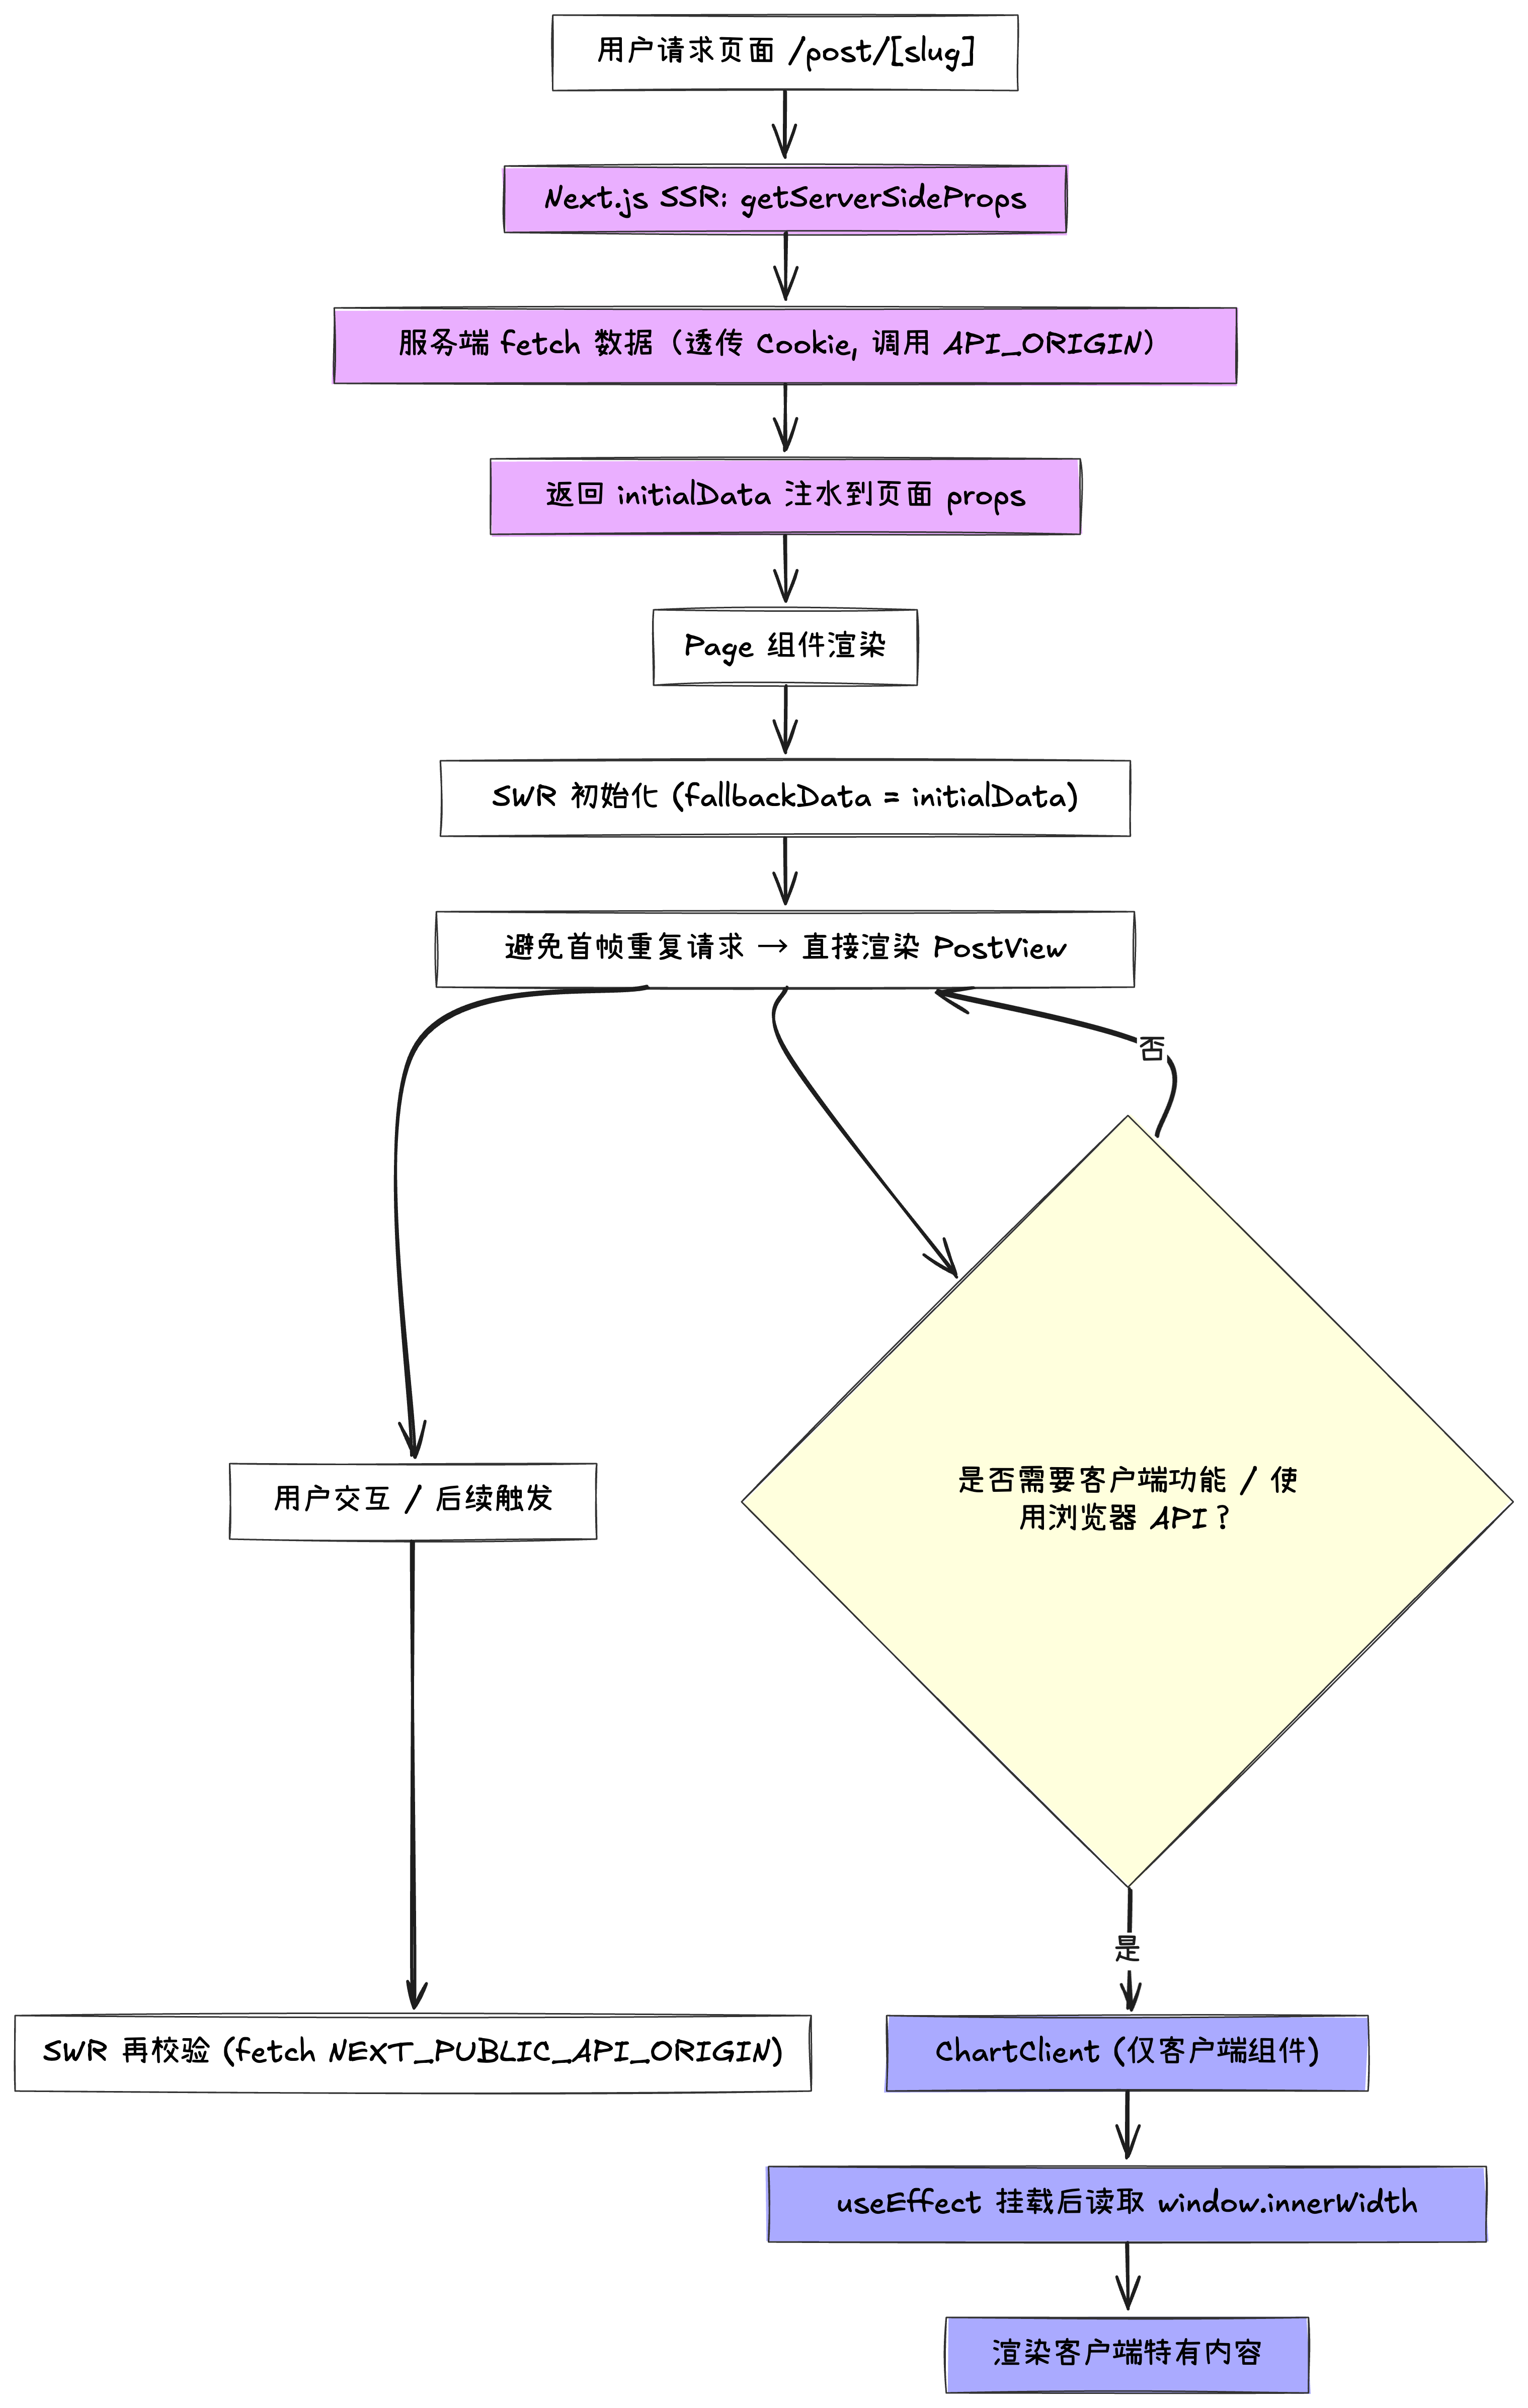 用户请求页面 /post/[slug]
Next.js SSR: getServerSideProps
服务端 fetch 数据（透传 Cookie, 调用 API_ORIGIN）
返回 initialData 注水到页面 props
Page 组件渲染
SWR 初始化 (fallbackData = initialData)
避免首帧重复请求 → 直接渲染 PostView
否
是否需要客户端功能 / 使
用浏览器 API？
用户交互 / 后续触发
是
SWR 再校验 (fetch NEXT_PUBLIC_API_ORIGIN)
ChartClient (仅客户端组件)
useEffect 挂载后读取 window.innerWidth
渲染客户端特有内容